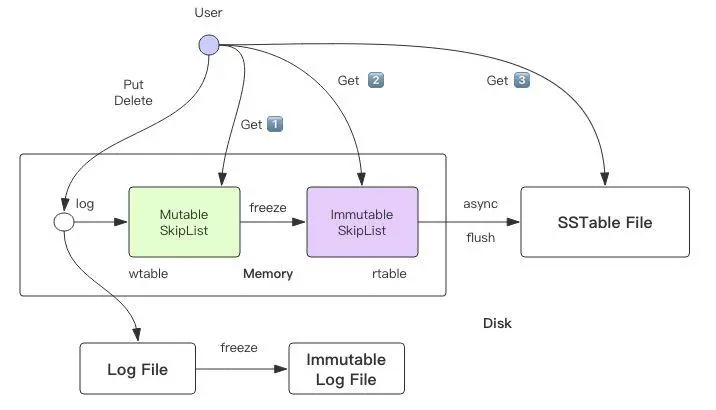 User
Put
Delete
Get 1
Get 2
Get 3
log
Mutable
SkipList
freeze
Immutable
SkipList
async
flush
SSTable File
wtable
Memory
rtable
Disk
Log File
freeze
Immutable
Log File